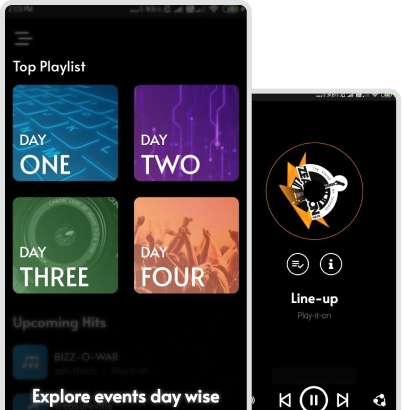 Top Playlist
DAY
ONE
DAY
TWO
DAY
THREE
DAY
FOUR
Upcoming Hits
BIZZ-O-WAR
Explore events day wise
Line-up
Play-it-on